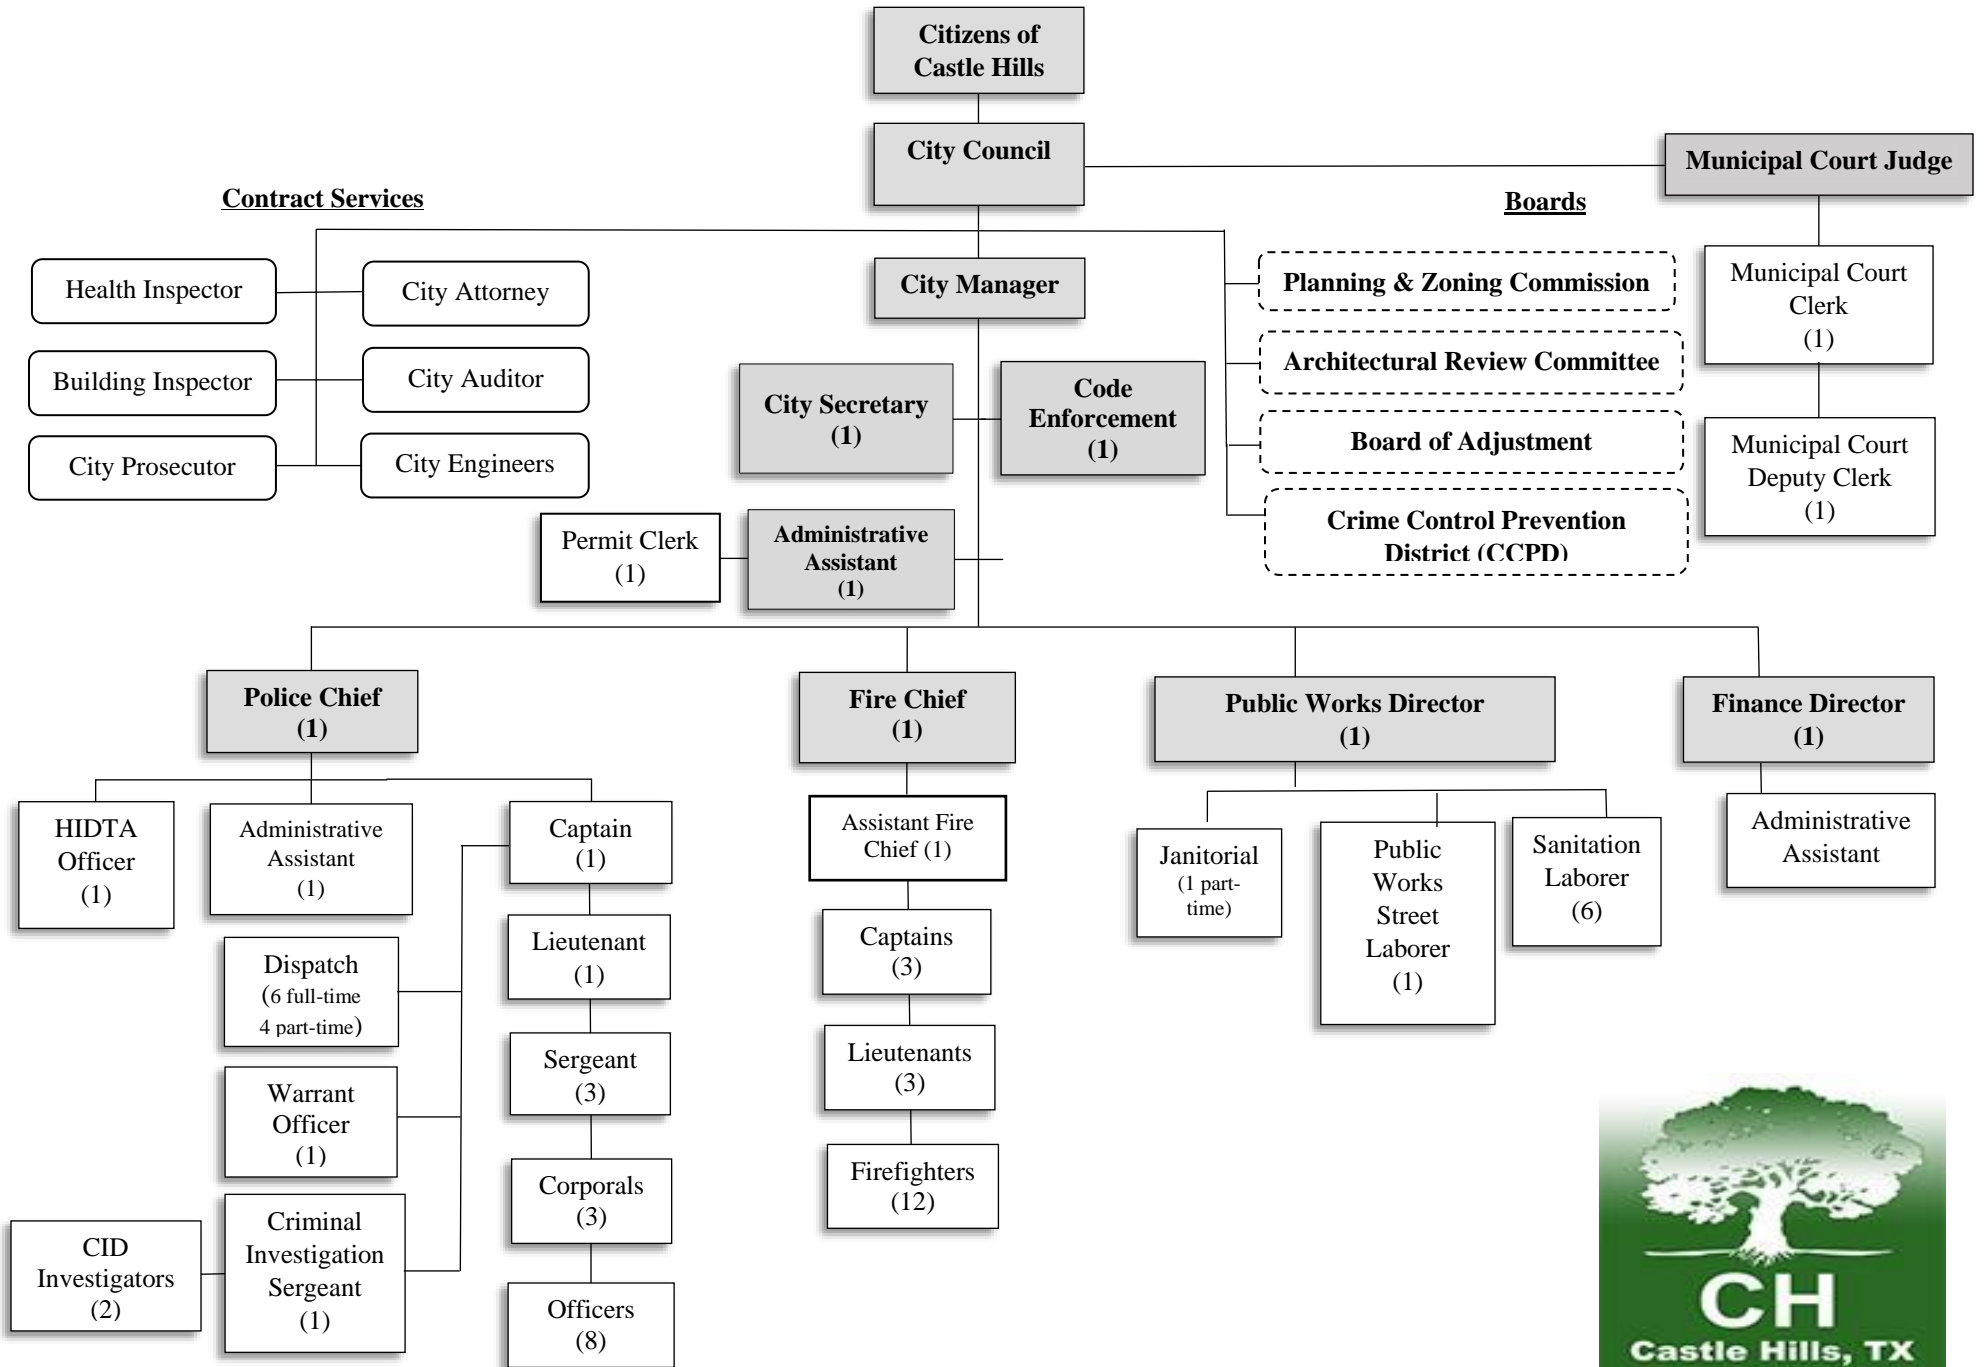 Citizens of
Castle Hills
City Council
Municipal Court Judge
Contract Services
Boards
Health Inspector
City Attorney
Building Inspector
City Auditor
City Prosecutor
City Engineers
City Manager
City Secretary
(1)
Code
Enforcement
(1)
Permit Clerk
(1)
Administrative
Assistant
(1)
Planning & Zoning Commission
Architectural Review Committee
Board of Adjustment
Crime Control Prevention
District (CCPD)
Municipal Court
Clerk
(1)
Municipal Court
Deputy Clerk
(1)
Police Chief
(1)
Fire Chief
(1)
Public Works Director
(1)
Finance Director
(1)
HIDTA
Officer
(1)
Administrative
Assistant
(1)
Captain
(1)
Lieutenant
(1)
Sergeant
(3)
Corporals
(3)
Officers
(8)
Dispatch
(6 full-time
4 part-time)
Warrant
Officer
(1)
Criminal
Investigation
Sergeant
(1)
CID
Investigators
(2)
Assistant Fire
Chief (1)
Captains
(3)
Lieutenants
(3)
Firefighters
(12)
Janitorial
(1 part-
time)
Public
Works
Street
Laborer
(1)
Sanitation
Laborer
(6)
Administrative
Assistant
CH
Castle Hills, TX